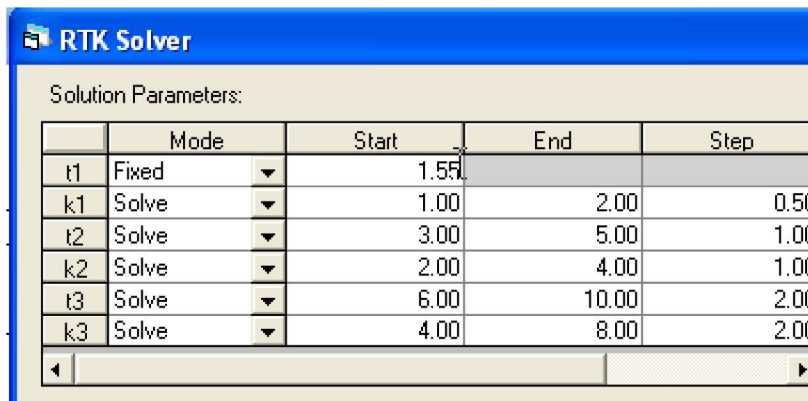 RTK Solver
Solution Parameters:
Mode Start End Step
t1 Fixed 1.55
k1 Solve 1.00 2.00 0.50
t2 Solve 3.00 5.00 1.00
k2 Solve 2.00 4.00 1.00
t3 Solve 6.00 10.00 2.00
k3 Solve 4.00 8.00 2.00